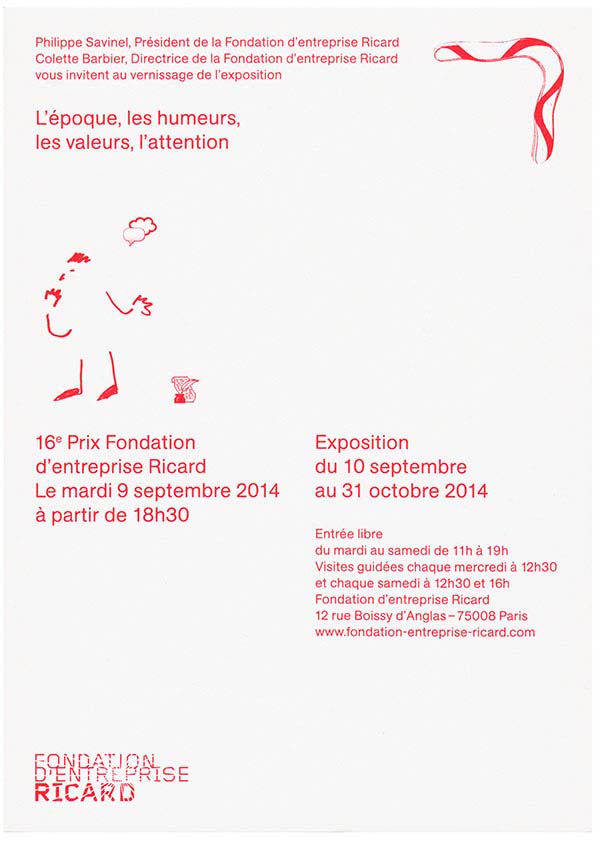 Philippe Savinel, Président de la Fondation d'entreprise Ricard
Colette Barbier, Directrice de la Fondation d'entreprise Ricard
vous invitent au vernissage de l'exposition
L'époque, les humeurs,
les valeurs, l'attention
16e Prix Fondation
d'entreprise Ricard
Le mardi 9 septembre 2014
à partir de 18h30
Exposition
du 10 septembre
au 31 octobre 2014
Entrée libre
du mardi au samedi de 11h à 19h
Visites guidées chaque mercredi à 12h30
et chaque samedi à 12h30 et 16h
Fondation d'entreprise Ricard
12 rue Boissy d'Anglas – 75008 Paris
www.fondation-entreprise-ricard.com
FONDATION
D'ENTREPRISE
RICARD